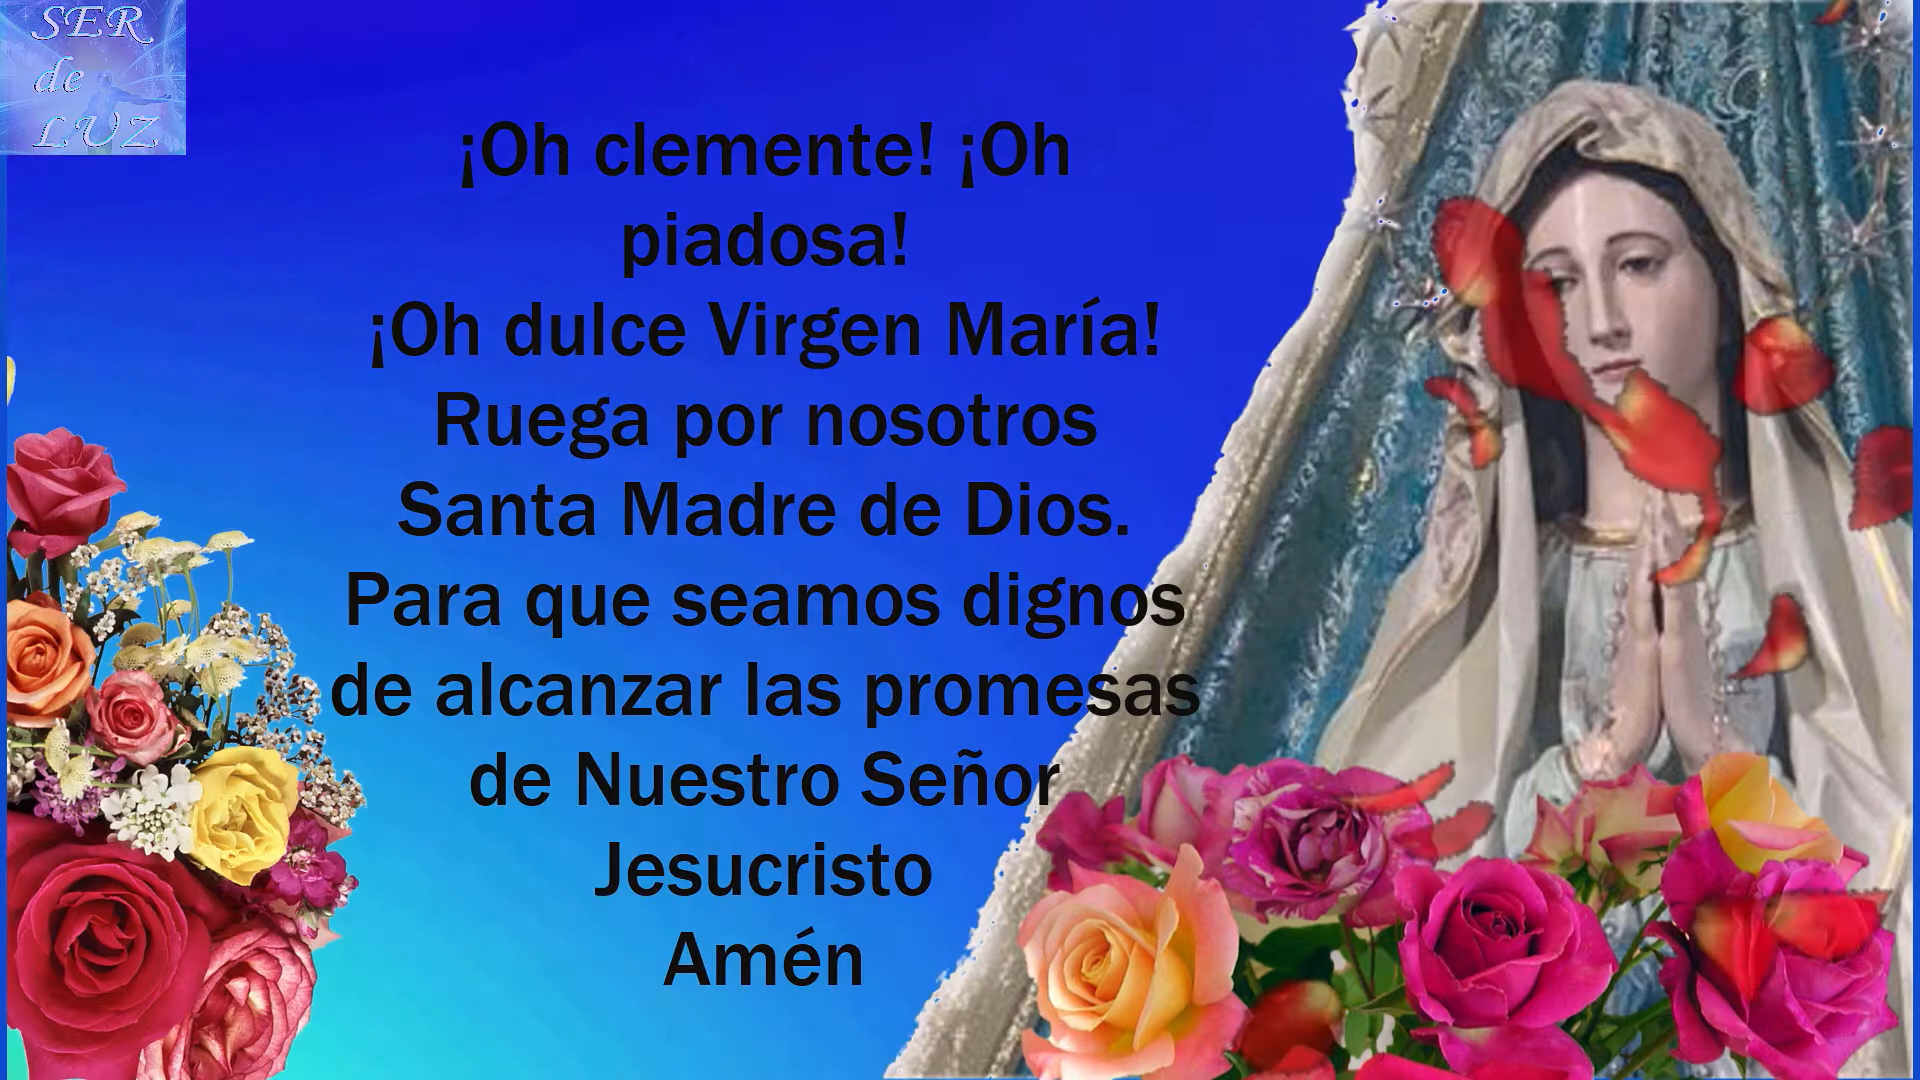 SER
de
LUZ
¡Oh clemente! ¡Oh
piadosa!
¡Oh dulce Virgen María!
Ruega por nosotros
Santa Madre de Dios.
Para que seamos dignos
de alcanzar las promesas
de Nuestro Señor
Jesucristo
Amén